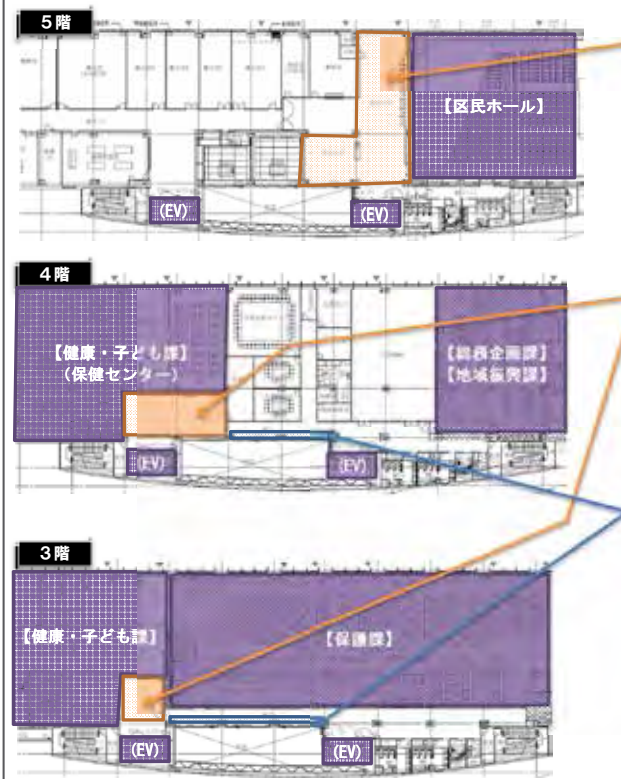 5階
【区民ホール】
(EV)
(EV)
4階
【健康・子ども課】
(保健センター)
【総務企画課】
【地域振興課】
(EV)
(EV)
3階
【健康・子ども課】
【保護課】
(EV)
(EV)